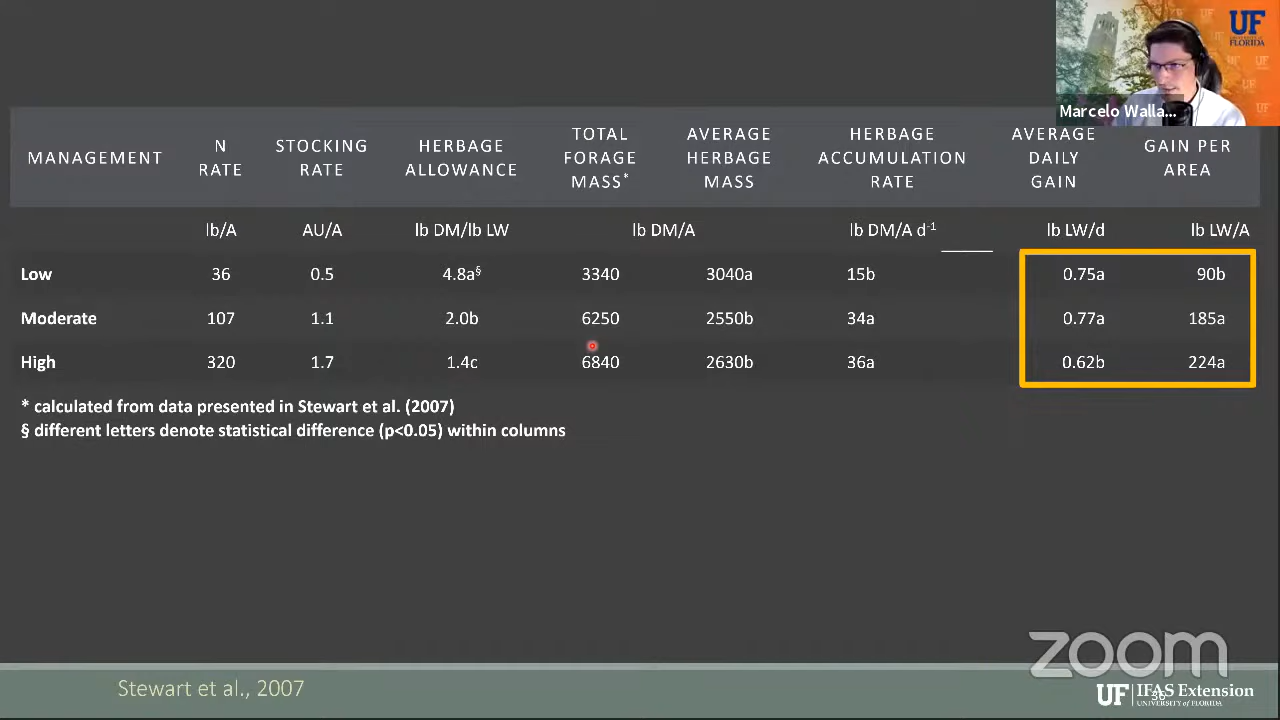 UF
UNIVERSITY of
FLORIDA
Marcelo Walla...
MANAGEMENT N RATE STOCKING RATE HERBAGE ALLOWANCE TOTAL FORAGE MASS* AVERAGE HERBAGE MASS HERBAGE ACCUMULATION RATE AVERAGE DAILY GAIN GAIN PER AREA
lb/A AU/A lb DM/lb LW lb DM/A lb DM/A d-1 lb LW/d lb LW/A
Low 36 0.5 4.8a§ 3340 3040a 15b 0.75a 90b
Moderate 107 1.1 2.0b 6250 2550b 34a 0.77a 185a
High 320 1.7 1.4c 6840 2630b 36a 0.62b 224a
* calculated from data presented in Stewart et al. (2007)
§ different letters denote statistical difference (p<0.05) within columns
zoom
Stewart et al., 2007
UF IFAS Extension
UNIVERSITY of FLORIDA